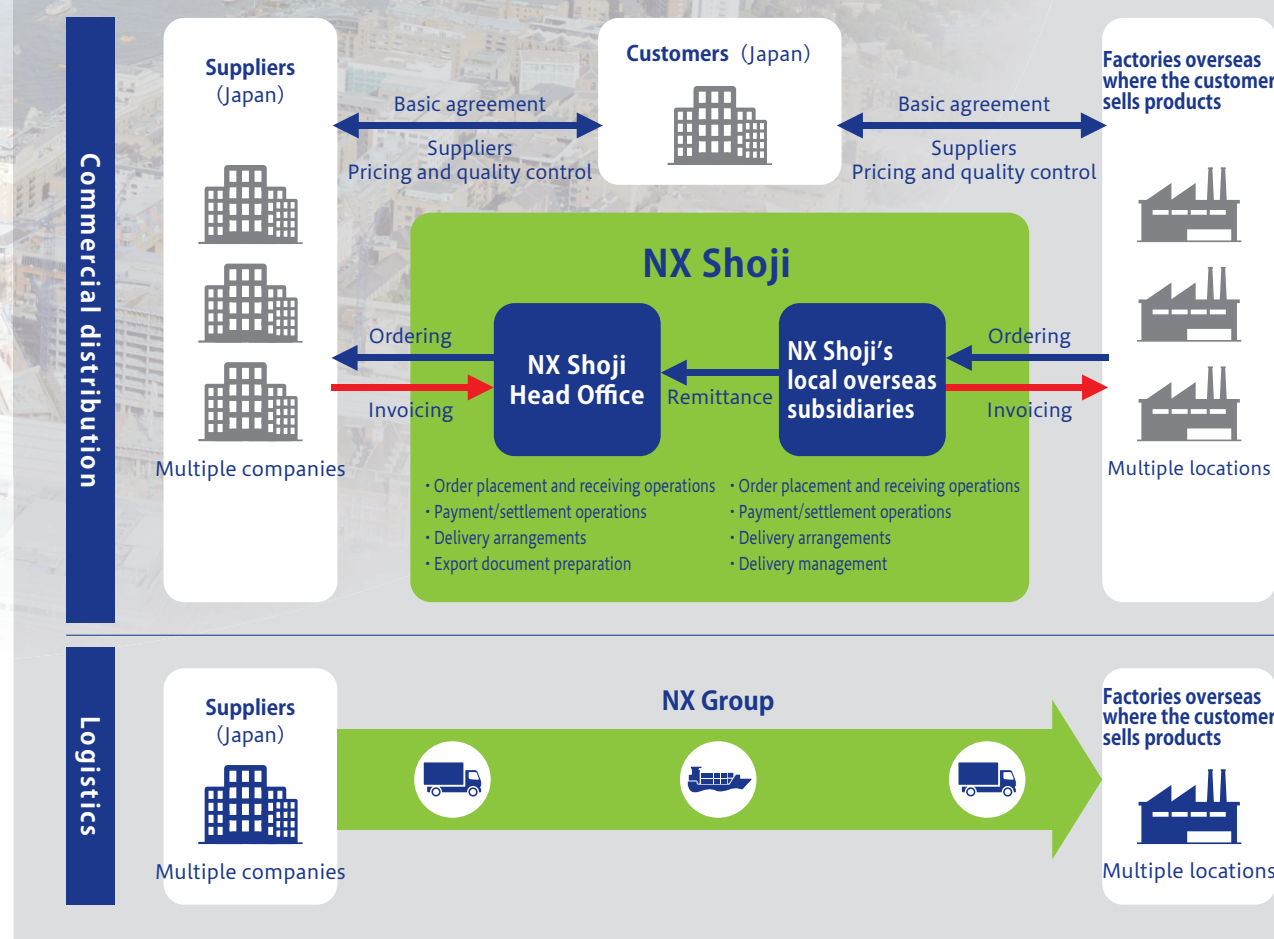 Commercial distribution
Suppliers
(Japan)
Multiple companies
Basic agreement
Suppliers
Pricing and quality control
Customers (Japan)
Basic agreement
Suppliers
Pricing and quality control
Factories overseas
where the customer
sells products
Multiple locations
NX Shoji
Ordering
Invoicing
NX Shoji
Head Office
Remittance
NX Shoji’s
local overseas
subsidiaries
Ordering
Invoicing
・Order placement and receiving operations
・Payment/settlement operations
・Delivery arrangements
・Export document preparation
・Order placement and receiving operations
・Payment/settlement operations
・Delivery arrangements
・Delivery management
Logistics
Suppliers
(Japan)
Multiple companies
NX Group
Factories overseas
where the customer
sells products
Multiple locations